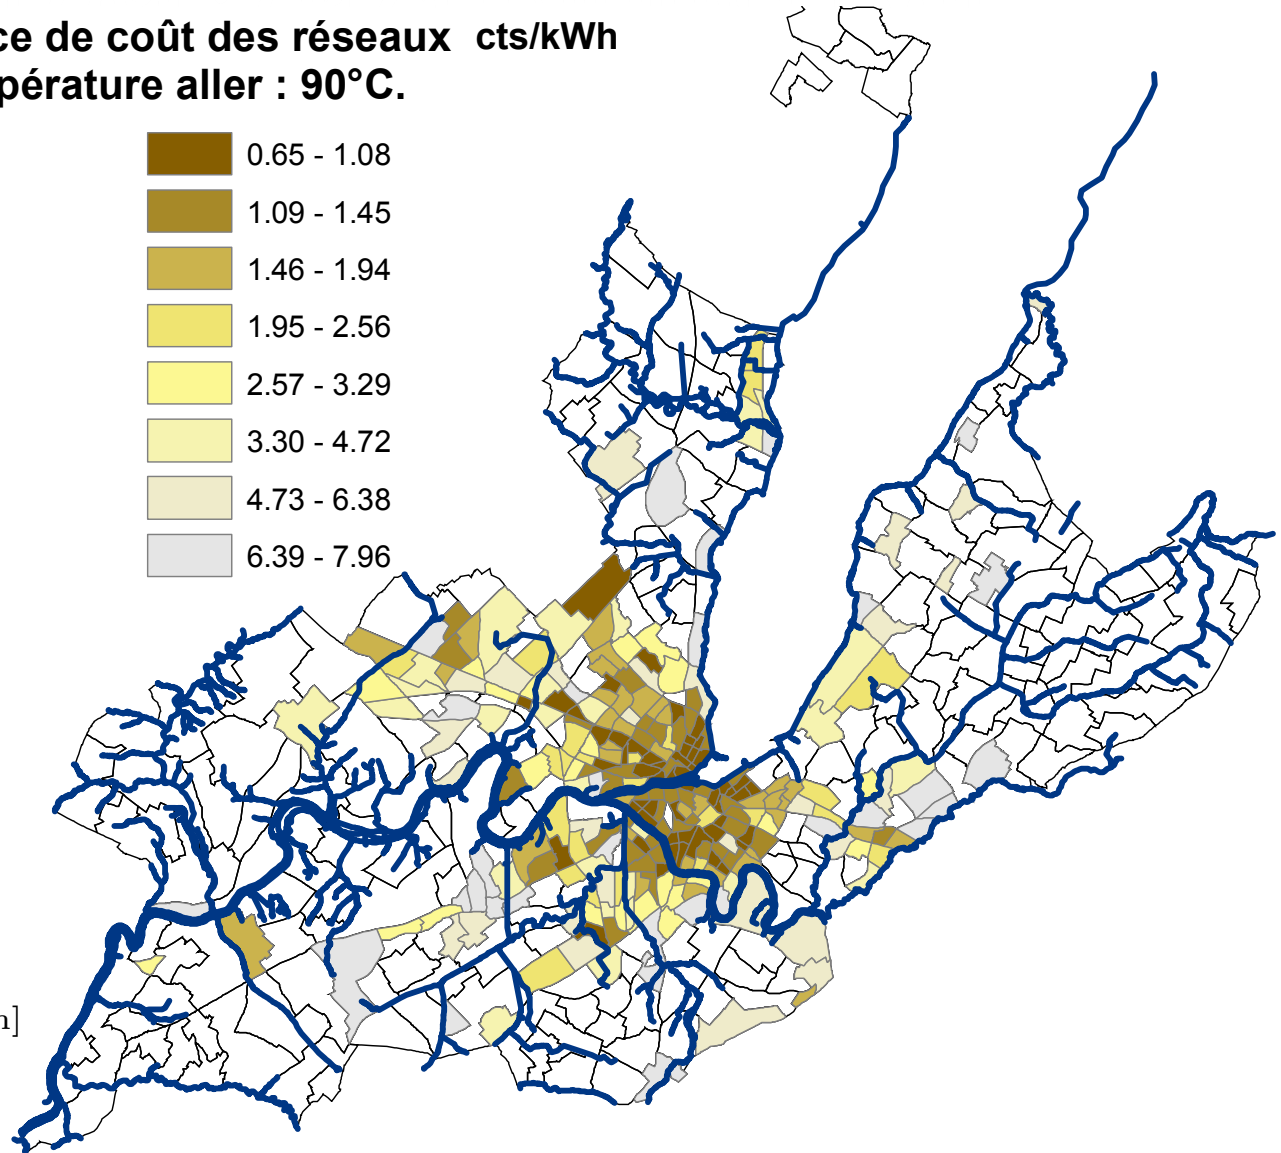 de coût des réseaux cts/kWh
aller : 90°C.
0.65 - 1.08
1.09 - 1.45
1.46 - 1.94
1.95 - 2.56
2.57 - 3.29
3.30 - 4.72
4.73 - 6.38
6.39 - 7.96